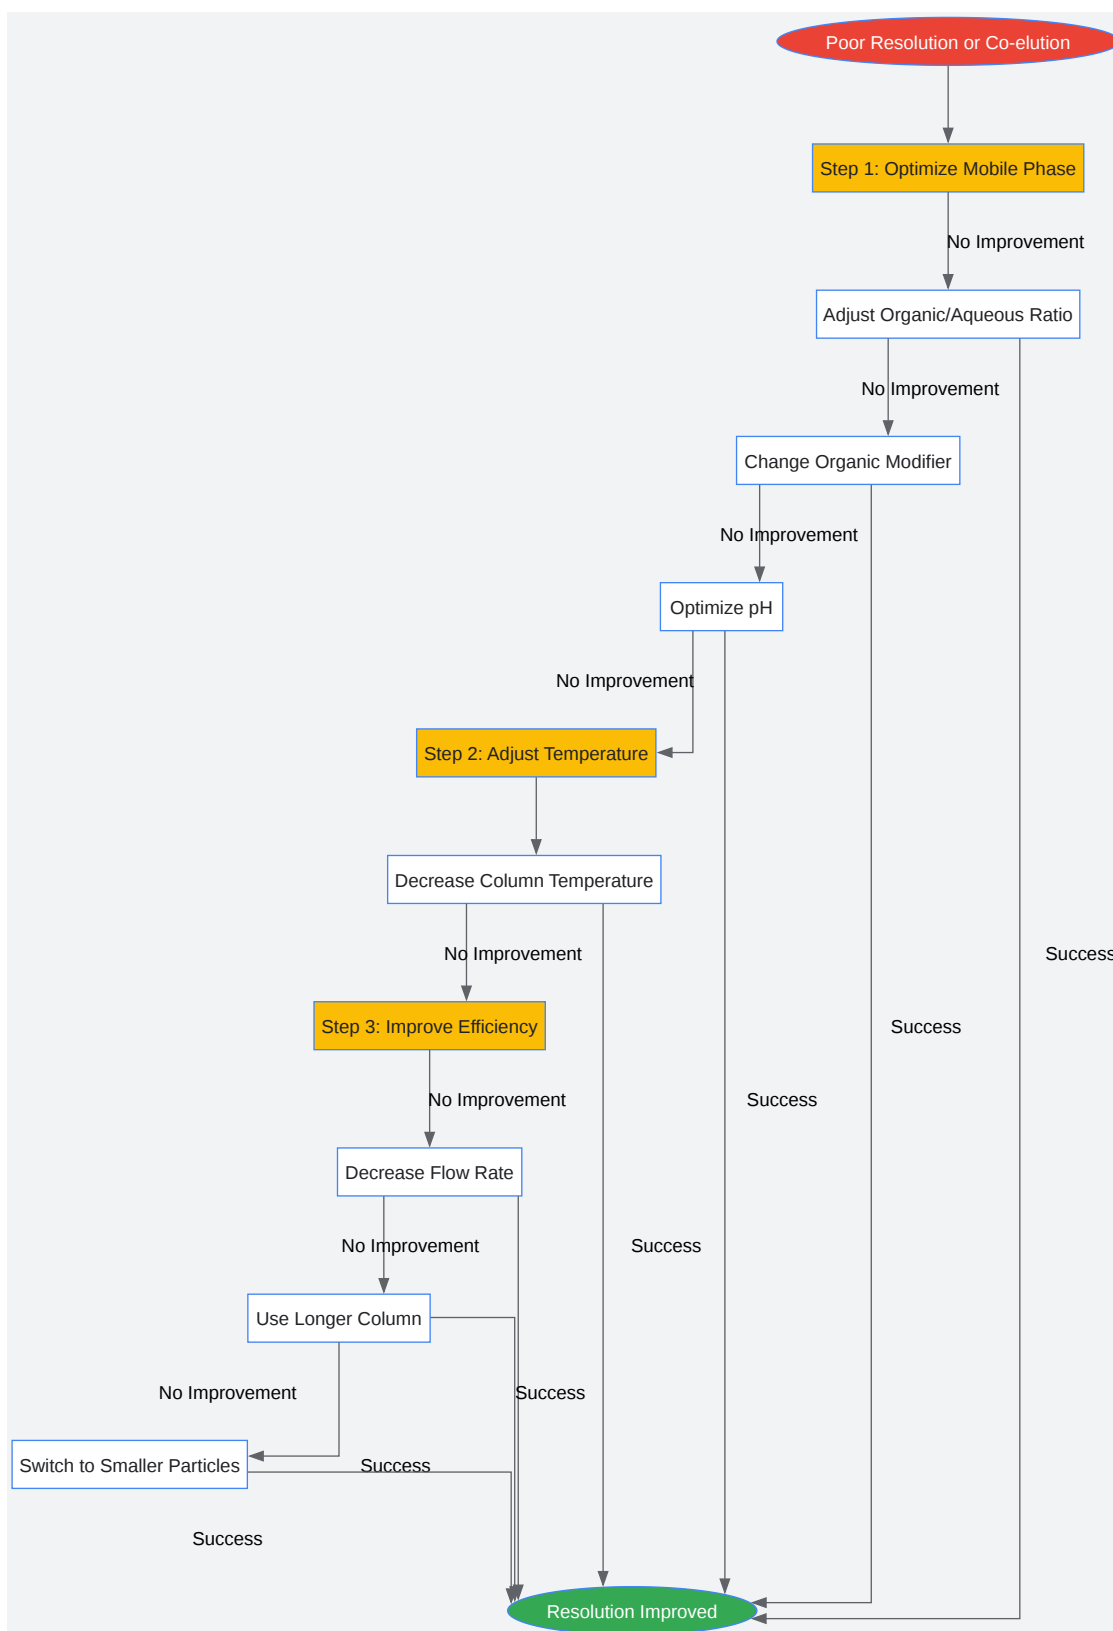 Poor Resolution or Co-elution
Step 1: Optimize Mobile Phase
No Improvement
Adjust Organic/Aqueous Ratio
No Improvement
Change Organic Modifier
No Improvement
Optimize pH
No Improvement
Step 2: Adjust Temperature
Decrease Column Temperature
No Improvement
Success
Step 3: Improve Efficiency
Success
No Improvement
Success
Decrease Flow Rate
No Improvement
Success
Use Longer Column
No Improvement
Success
Switch to Smaller Particles
Success
Success
Resolution Improved